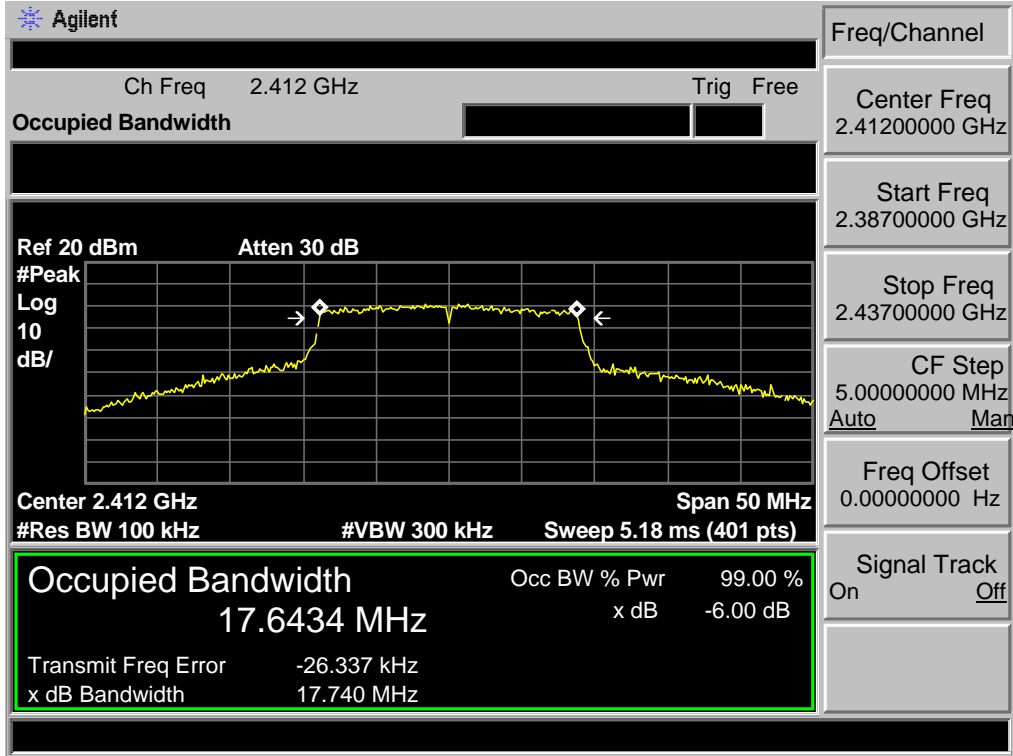 Agilent
Freq/Channel
Ch Freq 2.412 GHz Trig Free
Occupied Bandwidth
Center Freq
2.41200000 GHz
Start Freq
2.38700000 GHz
Stop Freq
2.43700000 GHz
CF Step
5.00000000 MHz
Auto Man
Freq Offset
0.00000000 Hz
Signal Track
On Off
Ref 20 dBm Atten 30 dB
#Peak
Log
10
dB/
Center 2.412 GHz Span 50 MHz
#Res BW 100 kHz #VBW 300 kHz Sweep 5.18 ms (401 pts)
Occupied Bandwidth Occ BW % Pwr 99.00 %
17.6434 MHz x dB -6.00 dB
Transmit Freq Error -26.337 kHz
x dB Bandwidth 17.740 MHz